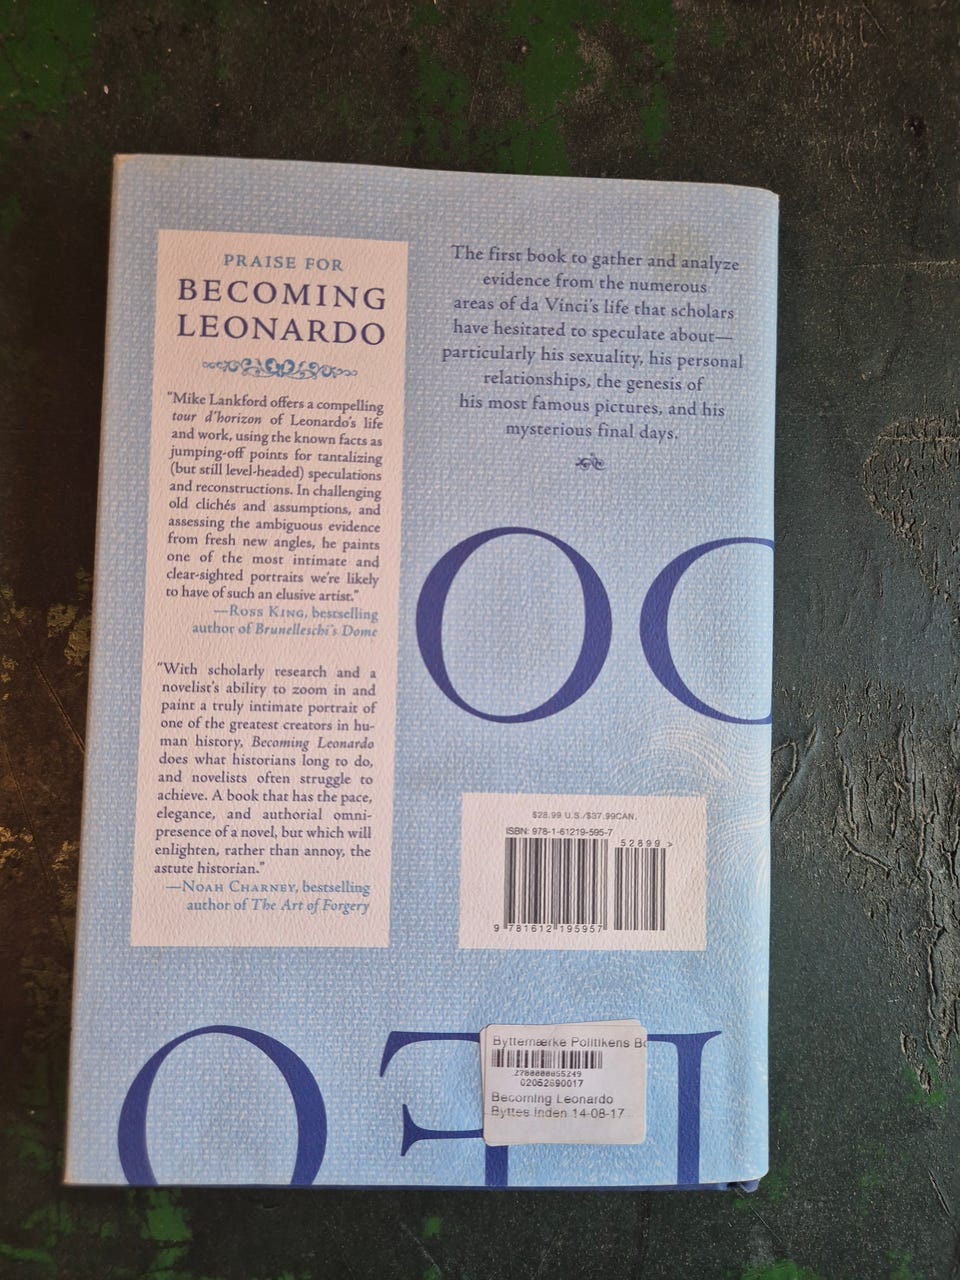 PRAISE FOR
BECOMING
LEONARDO
"Mike Lankford offers a compelling
tour d'horizon of Leonardo's life
and work, using the known facts as
jumping-off points for tantalizing
(but still level-headed) speculations
and reconstructions. In challenging
old clichés and assumptions, and
assessing the ambiguous evidence
from fresh new angles, he paints
one of the most intimate and
clear-sighted portraits we're likely
to have of such an elusive artist."
—ROSS KING, bestselling
author of Brunelleschi's Dome
"With scholarly research and a
novelist's ability to zoom in and
paint a truly intimate portrait of
one of the greatest creators in hu-
man history, Becoming Leonardo
does what historians long to do,
and novelists often struggle to
achieve. A book that has the pace,
elegance, and authorial omni-
presence of a novel, but which will
enlighten, rather than annoy, the
astute historian."
—NOAH CHARNEY, bestselling
author of The Art of Forgery
The first book to gather and analyze
evidence from the numerous
areas of da Vinci's life that scholars
have hesitated to speculate about—
particularly his sexuality, his personal
relationships, the genesis of
his most famous pictures, and his
mysterious final days.
$28.99 U.S./$37.99CAN.
ISBN: 978-1-61219-595-7
52899 >
9 781612 195957
Byttemærke Politikens Bo
2780000055249
02052690017
Becoming Leonardo
Byttes inden 14-08-17